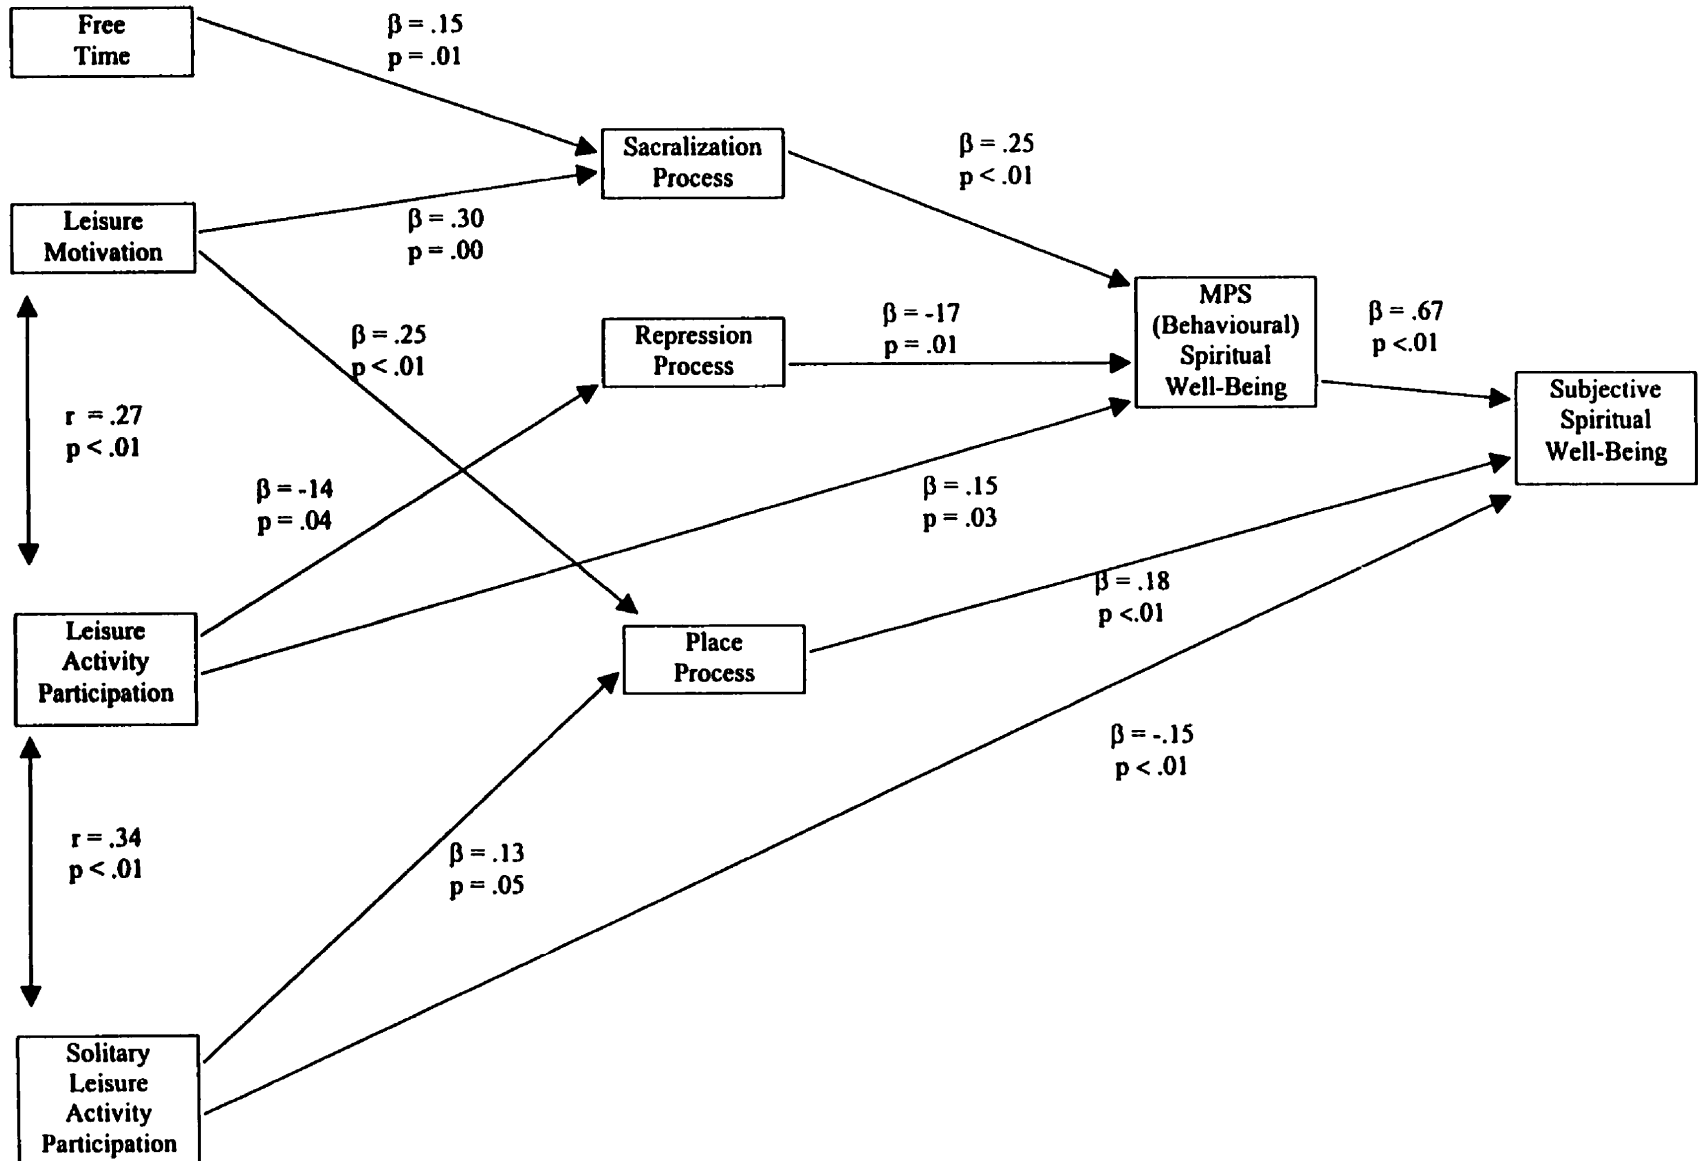 Free
Time
β = .15
p = .01
Sacralization
Process
β = .25
p < .01
Leisure
Motivation
β = .30
p = .00
MPS
(Behavioural)
Spiritual
Well-Being
β = .67
p <.01
Repression
Process
β = -17
p = .01
β = .25
p < .01
Subjective
Spiritual
Well-Being
r = .27
p < .01
β = -14
p = .04
β = .15
p = .03
β = .18
p <.01
Leisure
Activity
Participation
Place
Process
β = -.15
p < .01
r = .34
p < .01
β = .13
p = .05
Solitary
Leisure
Activity
Participation